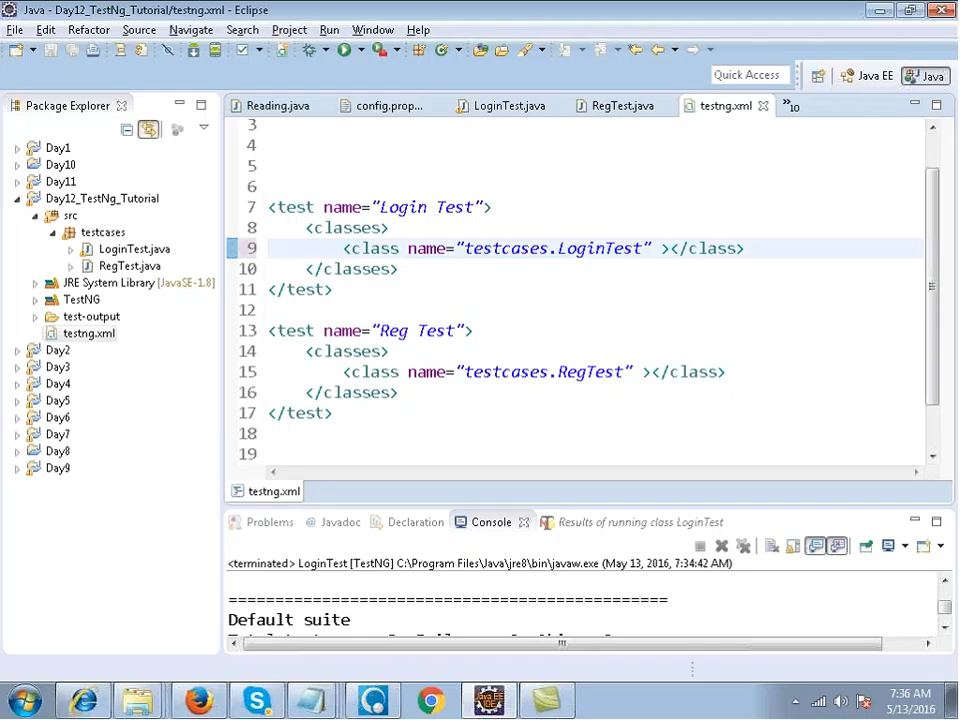 Java - Day12_TestNg_Tutorial/testng.xml - Eclipse
File Edit Refactor Source Navigate Search Project Run Window Help
Quick Access Java EE Java
Package Explorer
Day1
Day10
Day11
Day12_TestNg_Tutorial
src
testcases
LoginTest.java
RegTest.java
JRE System Library [JavaSE-1.8]
TestNG
test-output
testng.xml
Day2
Day3
Day4
Day5
Day6
Day7
Day8
Day9
Reading.java config.prop... LoginTest.java RegTest.java testng.xml »10
3
4
5
6
7 <test name="Login Test">
8 <classes>
9 <class name="testcases.LoginTest" ></class>
10 </classes>
11 </test>
12
13 <test name="Reg Test">
14 <classes>
15 <class name="testcases.RegTest" ></class>
16 </classes>
17 </test>
18
19
testng.xml
Problems @ Javadoc Declaration Console Results of running class LoginTest
<terminated> LoginTest [TestNG] C:\Program Files\Java\jre8\bin\javaw.exe (May 13, 2016, 7:34:42 AM)
===============================================
Default suite
7:36 AM
5/13/2016